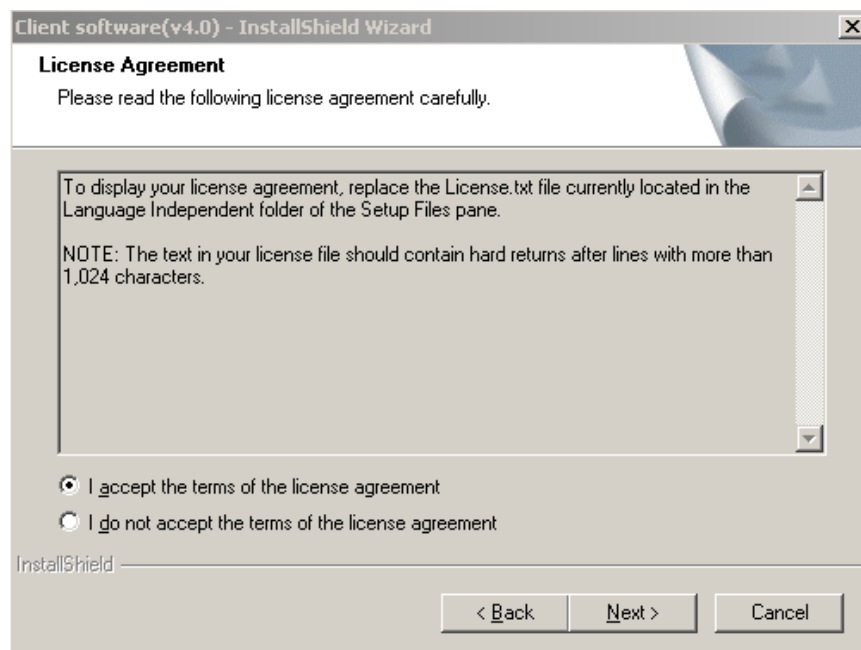 Client software(v4.0) - InstallShield Wizard
License Agreement
Please read the following license agreement carefully.
To display your license agreement, replace the License.txt file currently located in the
Language Independent folder of the Setup Files pane.
NOTE: The text in your license file should contain hard returns after lines with more than
1,024 characters.
I accept the terms of the license agreement
I do not accept the terms of the license agreement
InstallShield
< Back
Next >
Cancel